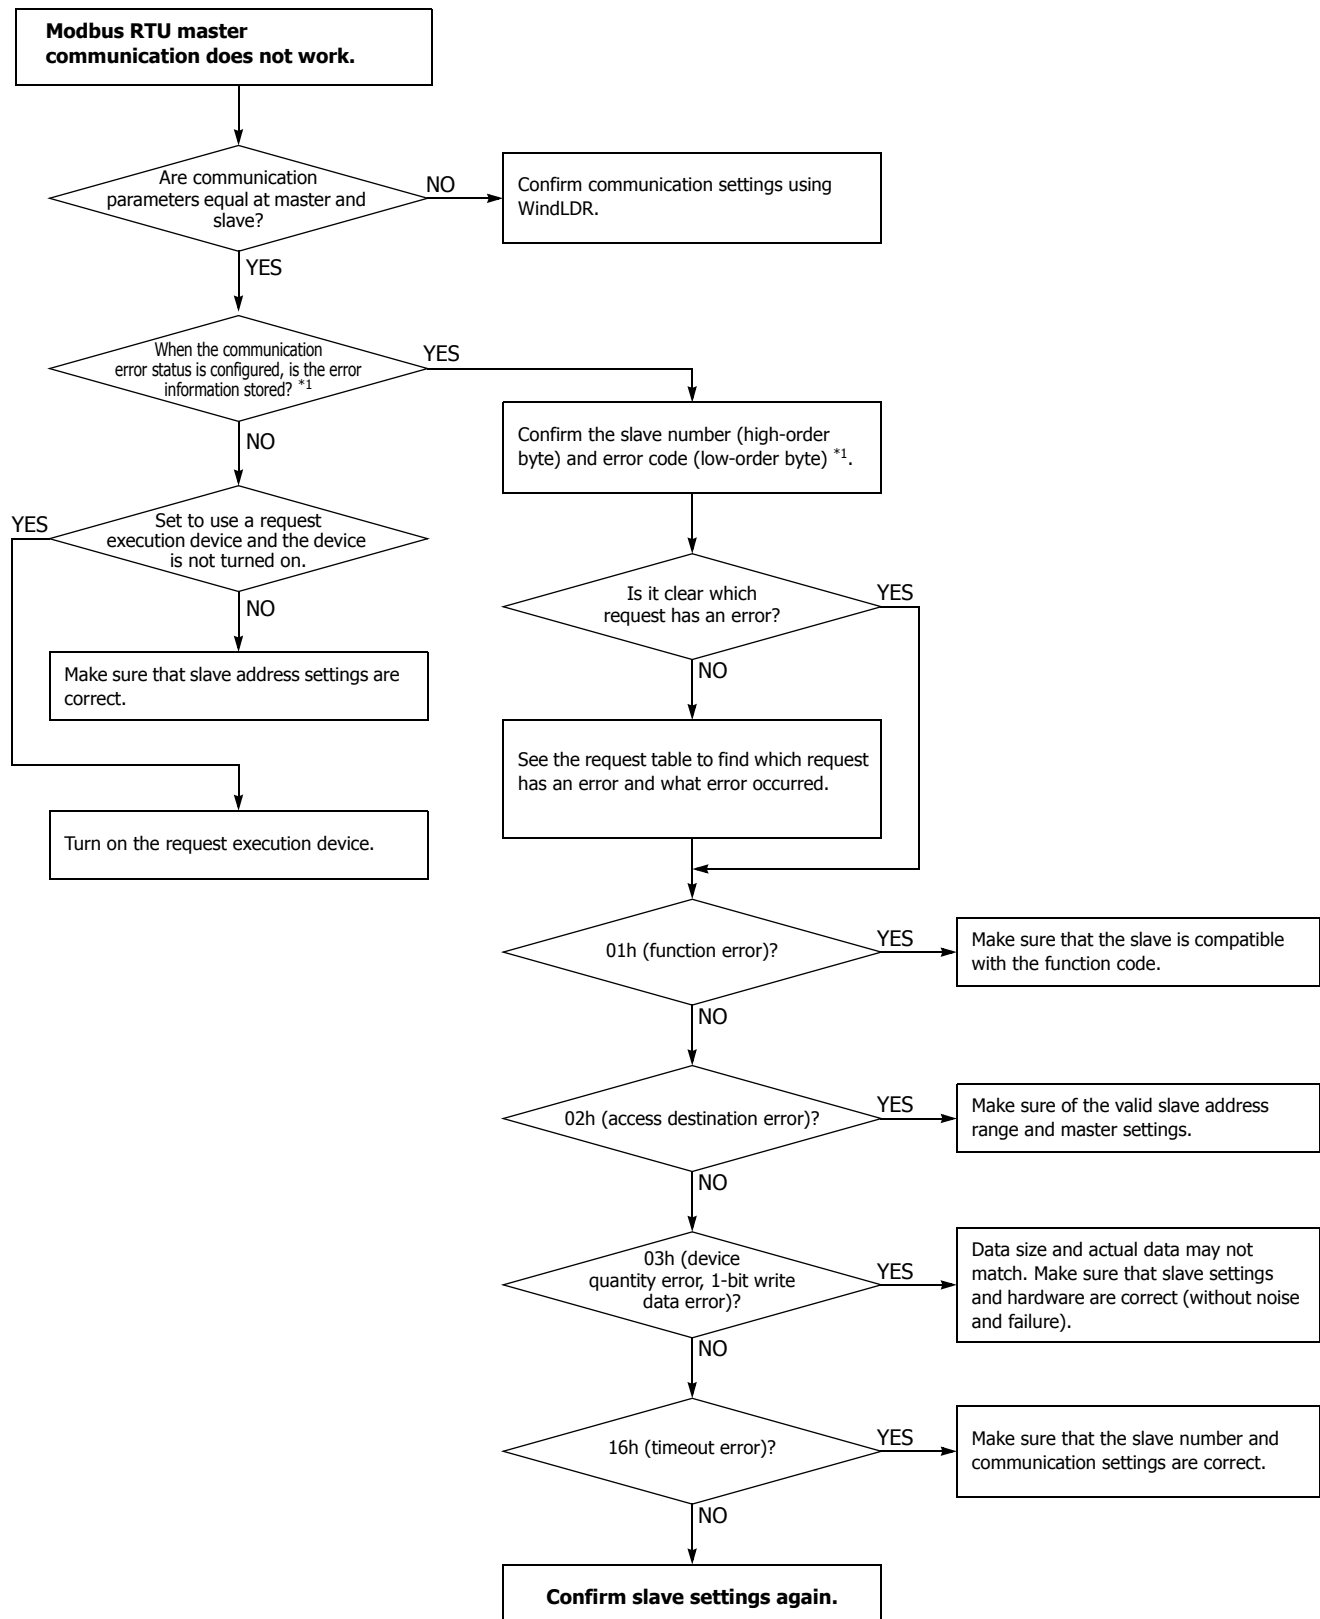 Modbus RTU master
communication does not work.
Are communication
parameters equal at master and
slave?
NO
Confirm communication settings using
WindLDR.
YES
When the communication
error status is configured, is the error
information stored? *1
YES
Confirm the slave number (high-order
byte) and error code (low-order byte) *1.
NO
YES
Set to use a request
execution device and the device
is not turned on.
NO
Make sure that slave address settings are
correct.
Turn on the request execution device.
Is it clear which
request has an error?
YES
NO
See the request table to find which request
has an error and what error occurred.
01h (function error)?
YES
Make sure that the slave is compatible
with the function code.
NO
02h (access destination error)?
YES
Make sure of the valid slave address
range and master settings.
NO
03h (device
quantity error, 1-bit write
data error)?
YES
Data size and actual data may not
match. Make sure that slave settings
and hardware are correct (without noise
and failure).
NO
16h (timeout error)?
YES
Make sure that the slave number and
communication settings are correct.
NO
Confirm slave settings again.